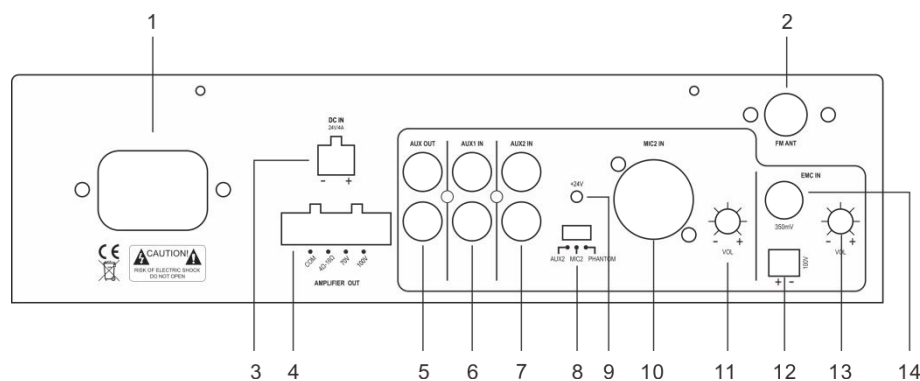 1
2
DC IN
24V/4A
- +
AUX OUT
AUX1 IN
AUX2 IN
MIC2 IN
FM ANT
EMC IN
+24V
350mV
- +
VOL
- +
VOL
100V
+ -
AUX2 MIC2 PHANTOM
CE
CAUTION!
RISK OF ELECTRIC SHOCK
DO NOT OPEN
COM
4Ω-16Ω
70V
100V
AMPLIFIER OUT
3
4
5
6
7
8
9
10
11
12
13
14